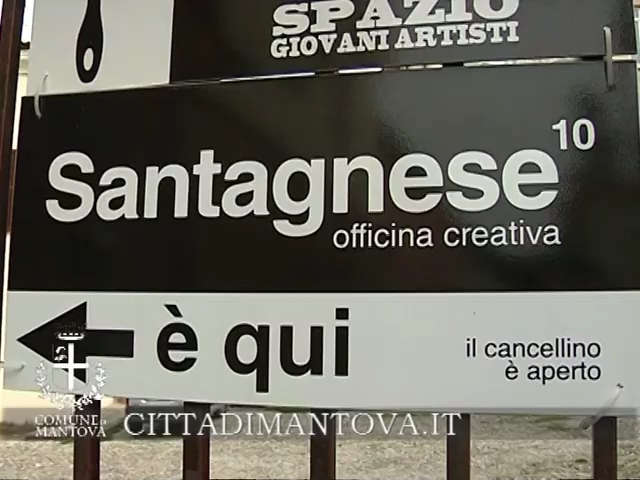 SPAZIO
GIOVANI ARTISTI
Santagnese 10
officina creativa
è qui
il cancellino
è aperto
COMUNE DI
MANTOVA
CITTADIMANTOVA.IT